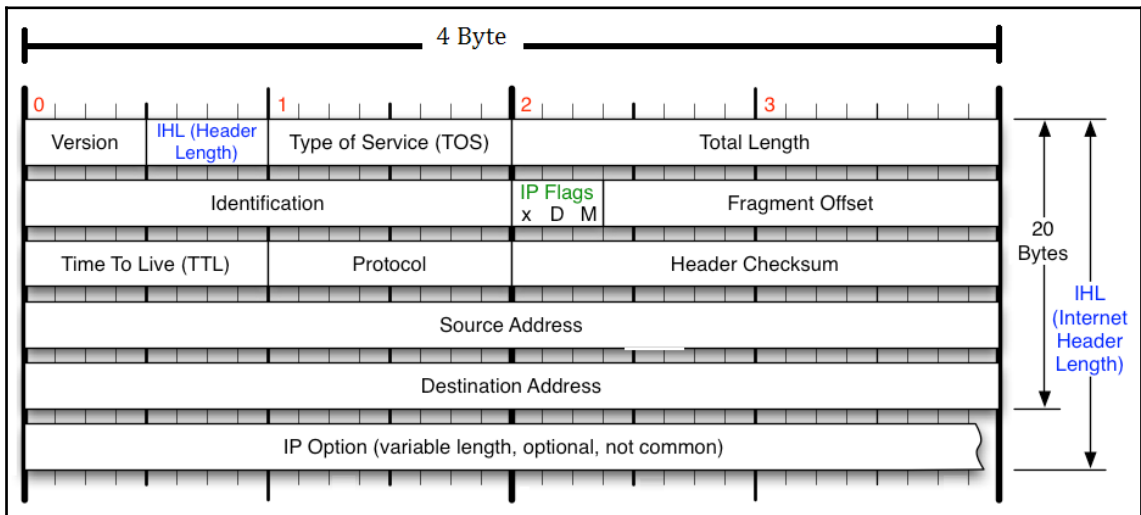 4 Byte
0 1 2 3
Version
IHL (Header
Length)
Type of Service (TOS)
Total Length
Identification
IP Flags
x D M
Fragment Offset
Time To Live (TTL)
Protocol
Header Checksum
Source Address
Destination Address
IP Option (variable length, optional, not common)
20
Bytes
IHL
(Internet
Header
Length)